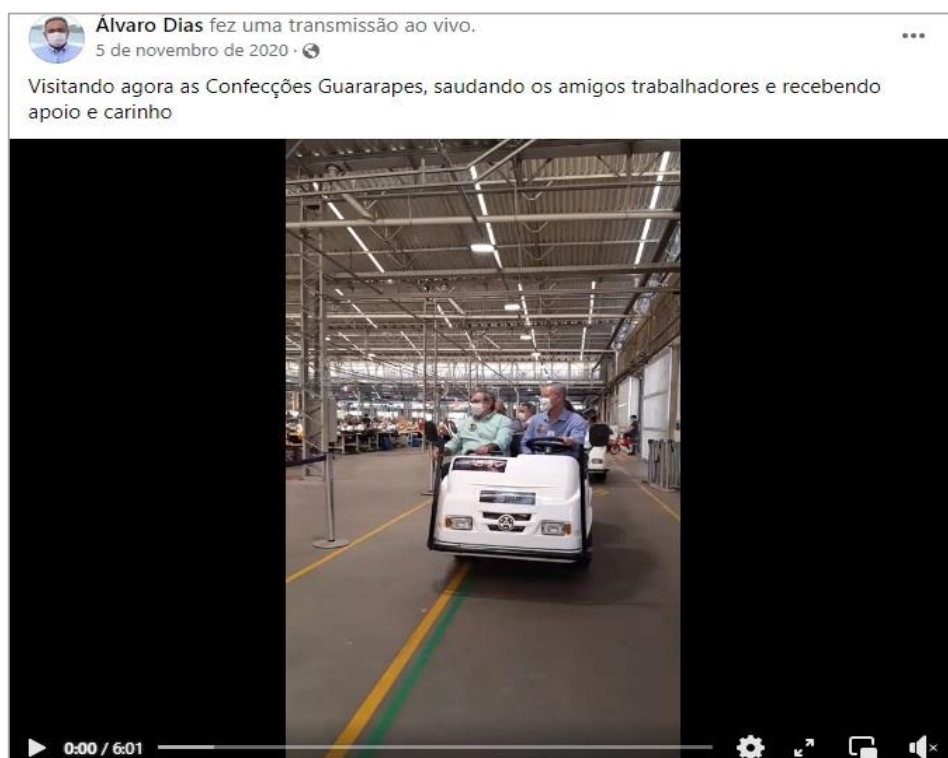 Álvaro Dias fez uma transmissão ao vivo.
5 de novembro de 2020 ·
Visitando agora as Confecções Guararapes, saudando os amigos trabalhadores e recebendo
apoio e carinho
0:00 / 6:01